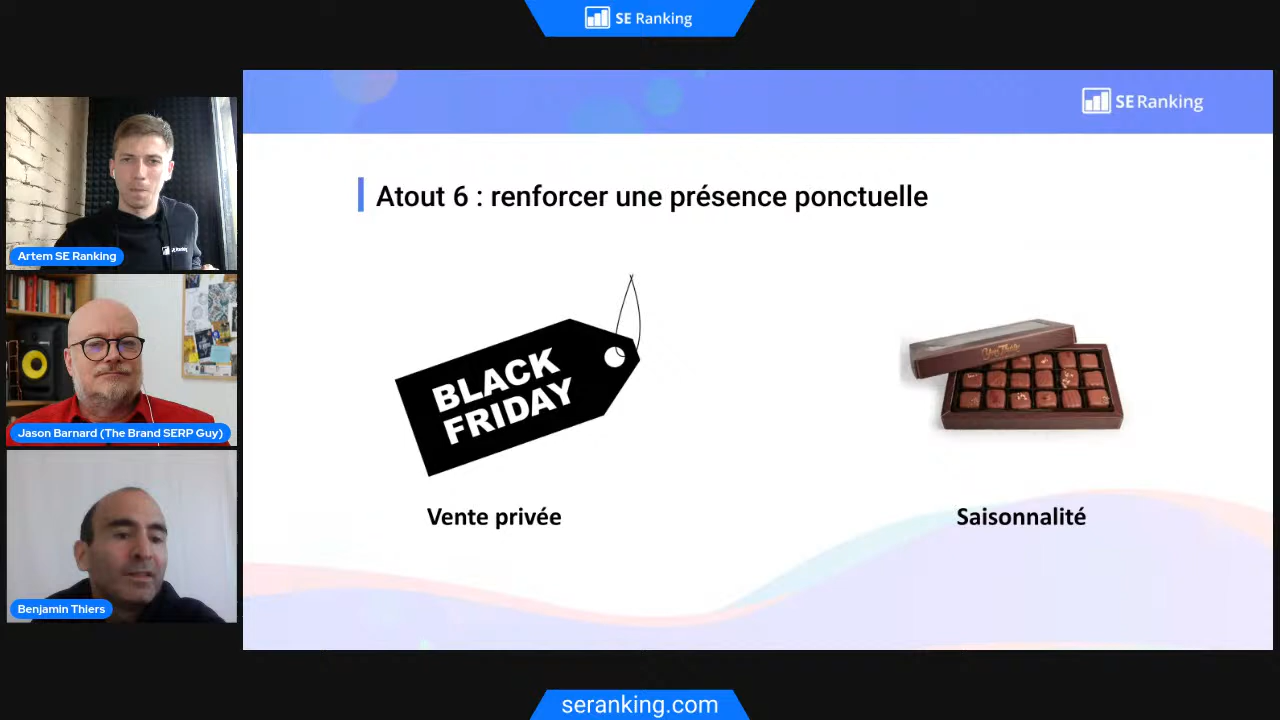 SE Ranking
SE Ranking
Atout 6 : renforcer une présence ponctuelle
BLACK
FRIDAY
Vente privée
Saisonnalité
Artem SE Ranking
Jason Barnard (The Brand SERP Guy)
Benjamin Thiers
seranking.com